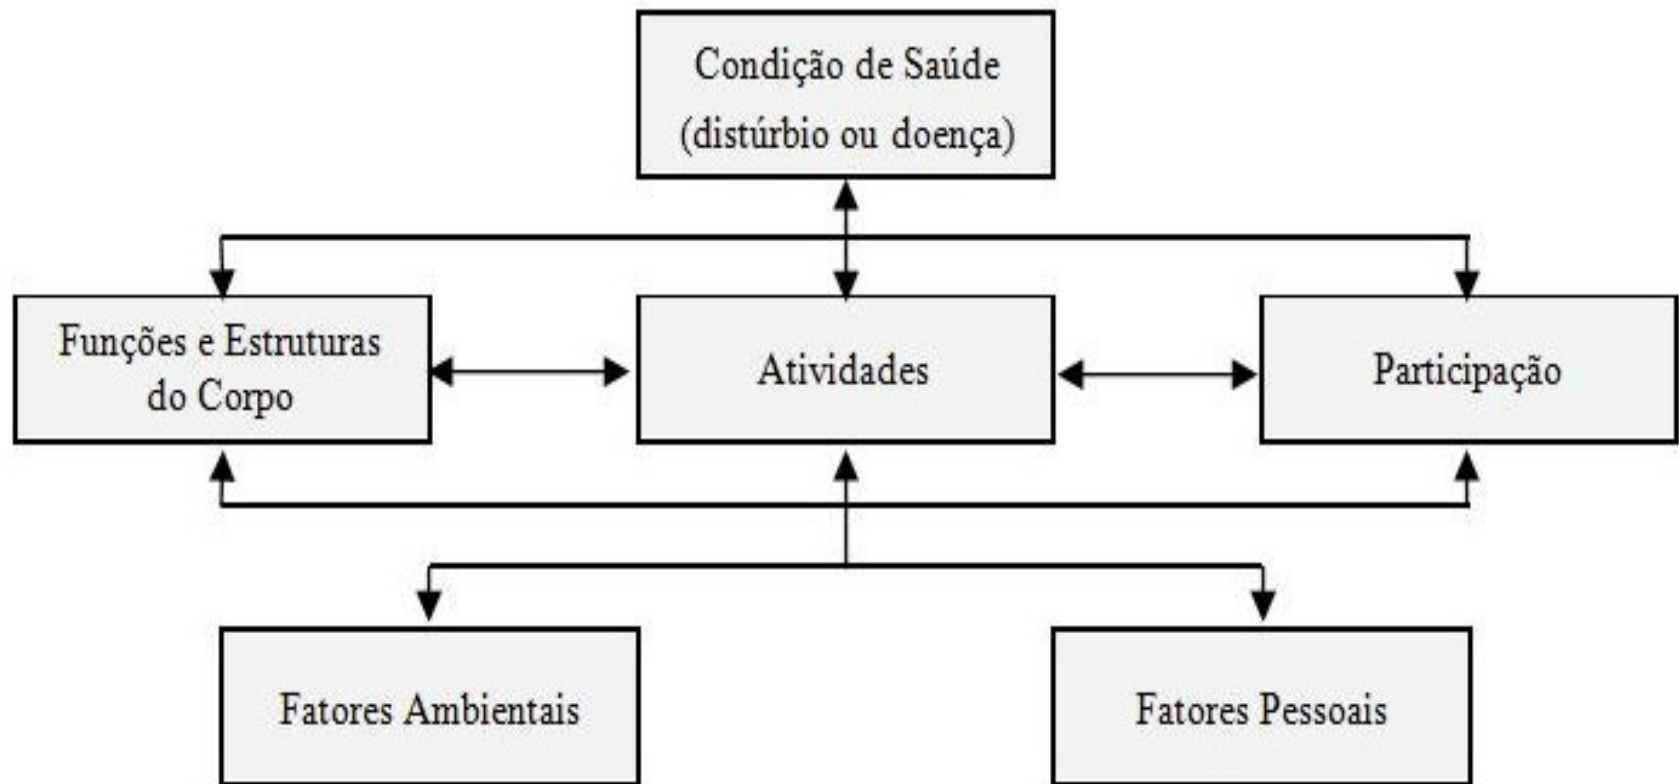 Condição de Saúde
(distúrbio ou doença)
Funções e Estruturas
do Corpo
Atividades
Participação
Fatores Ambientais
Fatores Pessoais